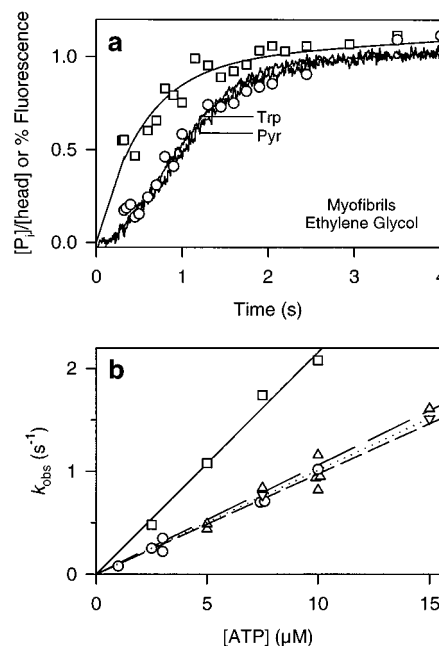 a
[Pi]/[head] or % Fluorescence
1.0
0.5
0.0
Trp
Pyr
Myofibrils
Ethylene Glycol
0 1 2 3 4
Time (s)
b
kobs (s-1)
2
1
0
0 5 10 15
[ATP] (µM)